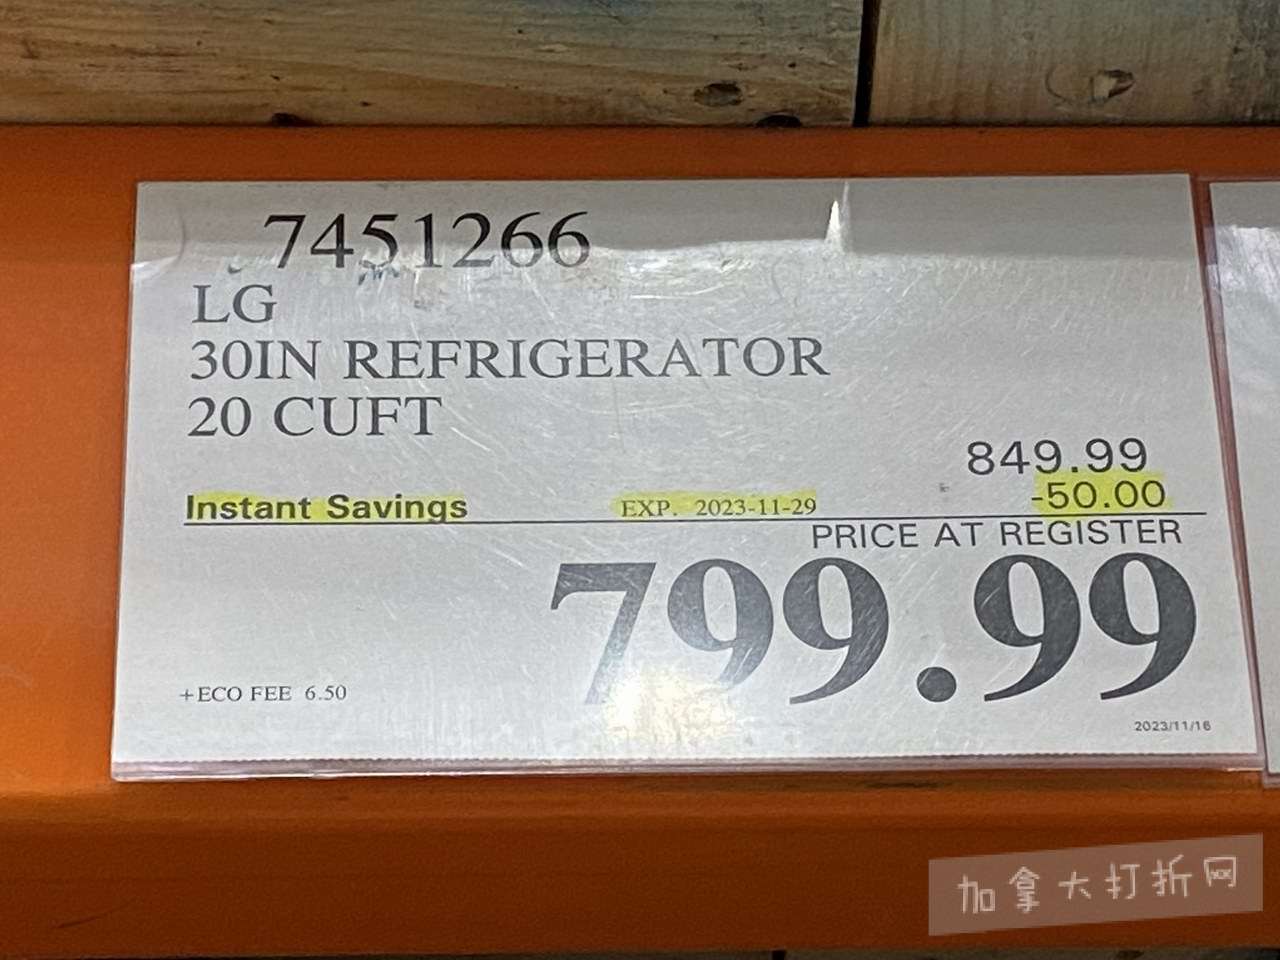 7451266
LG
30IN REFRIGERATOR
20 CUFT
849.99
Instant Savings EXP. 2023-11-29 -50.00
PRICE AT REGISTER
799.99
+ECO FEE 6.50
2023/11/16
加拿大打折网